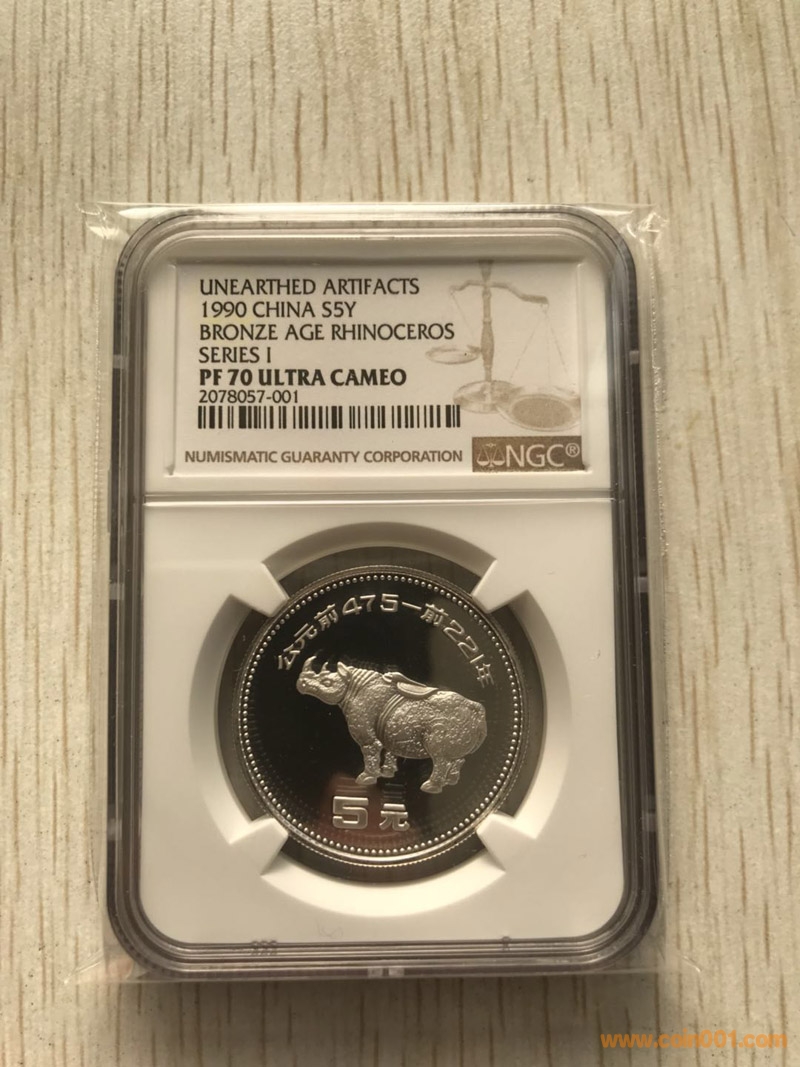 UNEARTHED ARTIFACTS
1990 CHINA S5Y
BRONZE AGE RHINOCEROS
SERIES I
PF 70 ULTRA CAMEO
2078057-001
NUMISMATIC GUARANTY CORPORATION
NGC®
公元前475—前221年
5元
www.coin001.com